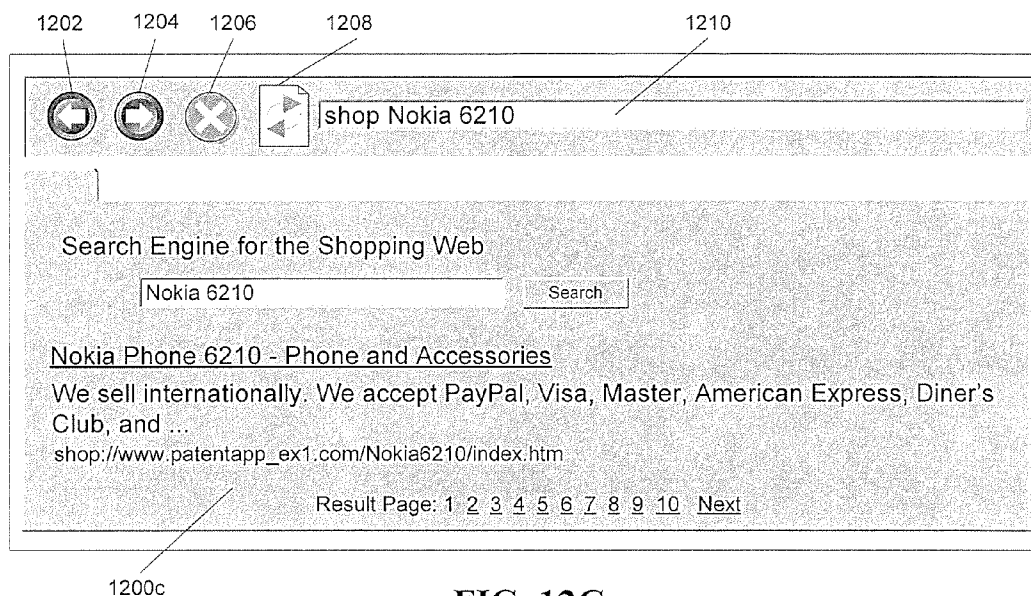 1202 1204 1206 1208 1210
shop Nokia 6210
Search Engine for the Shopping Web
Nokia 6210 Search
Nokia Phone 6210 - Phone and Accessories
We sell internationally. We accept PayPal, Visa, Master, American Express, Diner's
Club, and ...
shop://www.patentapp_ex1.com/Nokia6210/index.htm
Result Page: 1 2 3 4 5 6 7 8 9 10 Next
1200c
FIG. 12C